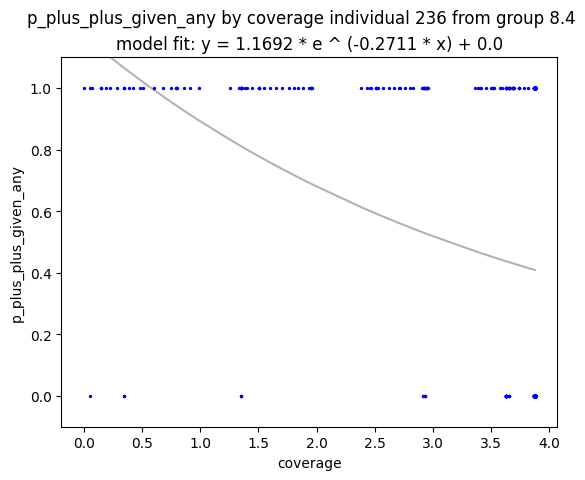 p_plus_plus_given_any by coverage individual 236 from group 8.4
model fit: y = 1.1692 * e ^ (-0.2711 * x) + 0.0
1.0
0.8
0.6
0.4
0.2
0.0
p_plus_plus_given_any
0.0 0.5 1.0 1.5 2.0 2.5 3.0 3.5 4.0
coverage